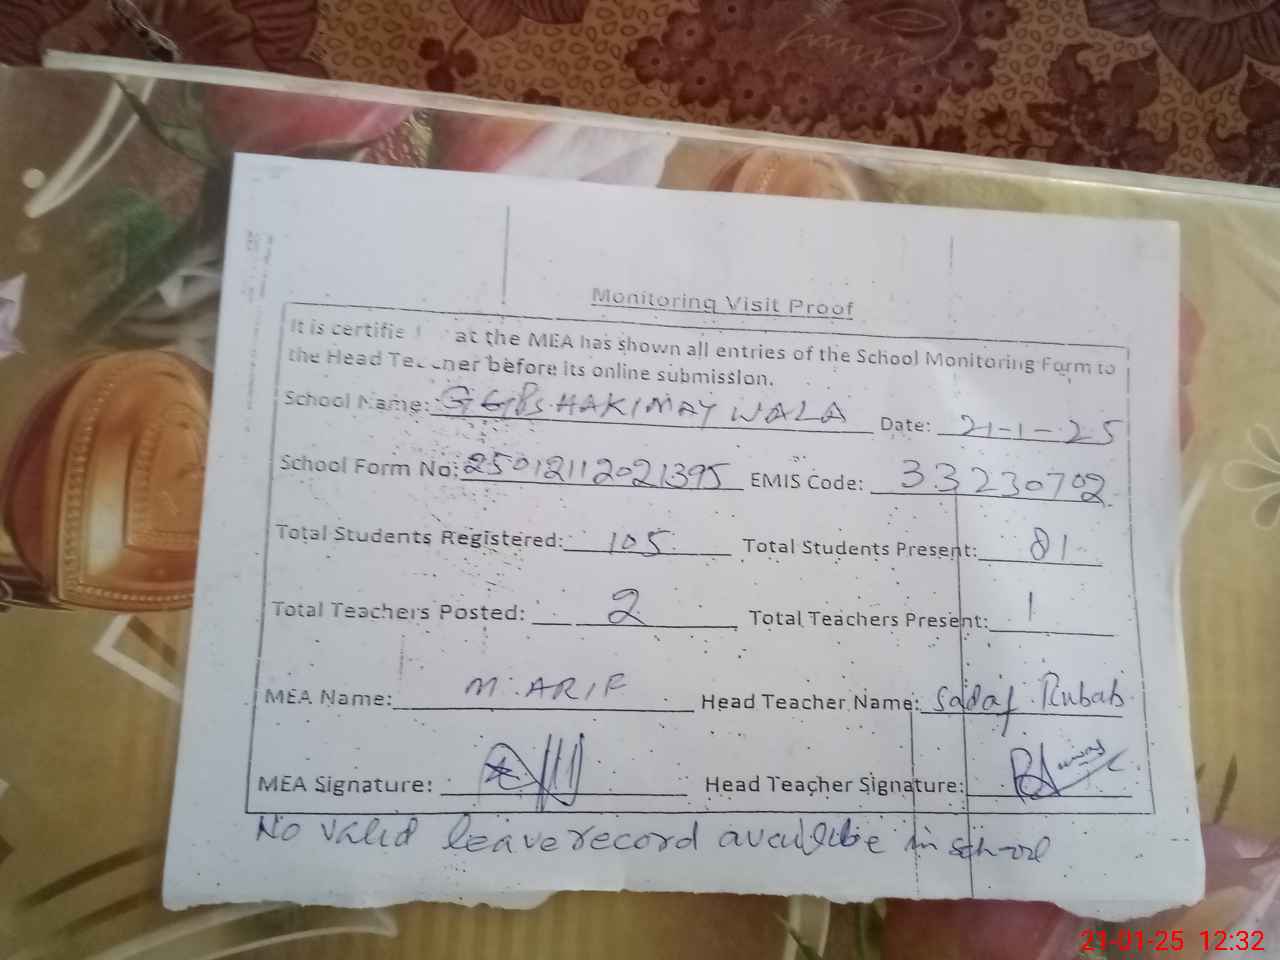 Monitoring Visit Proof
It is certifie at the MEA has shown all entries of the School Monitoring Form to
the Head Te ner before its online submission.
School Name: GGPS HAKIMAY WALA Date: 21-1-25
School Form No: 25012112021395 EMIS Code: 33230702
Total Students Registered: 105 Total Students Present: 81
Total Teachers Posted: 2 Total Teachers Present: 1
MEA Name: M. ARIF Head Teacher Name: Sadaf Rubab
MEA Signature: Head Teacher Signature:
No valid leave record available in school
21-01-25 12:32